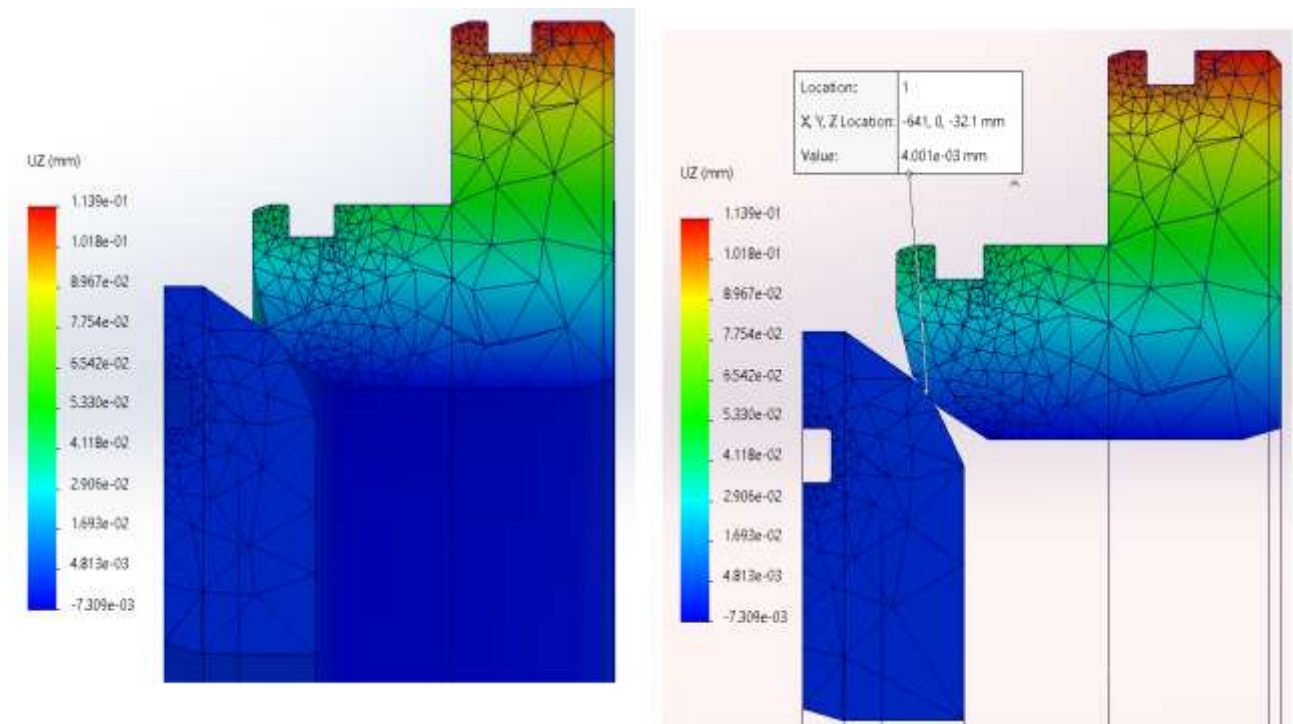 UZ (mm)
1.139e-01
1.018e-01
8.967e-02
7.754e-02
6.542e-02
5.330e-02
4.118e-02
2.906e-02
1.693e-02
4.813e-03
-7.309e-03
Location: 1
X, Y, Z Location: -641, 0, -32.1 mm
Value: 4.001e-03 mm
UZ (mm)
1.139e-01
1.018e-01
8.967e-02
7.754e-02
6.542e-02
5.330e-02
4.118e-02
2.906e-02
1.693e-02
4.813e-03
-7.309e-03